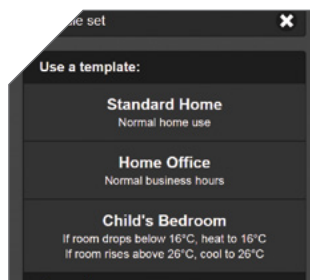 set
Use a template:
Standard Home
Normal home use
Home Office
Normal business hours
Child's Bedroom
If room drops below 16°C, heat to 16°C
If room rises above 26°C, cool to 26°C